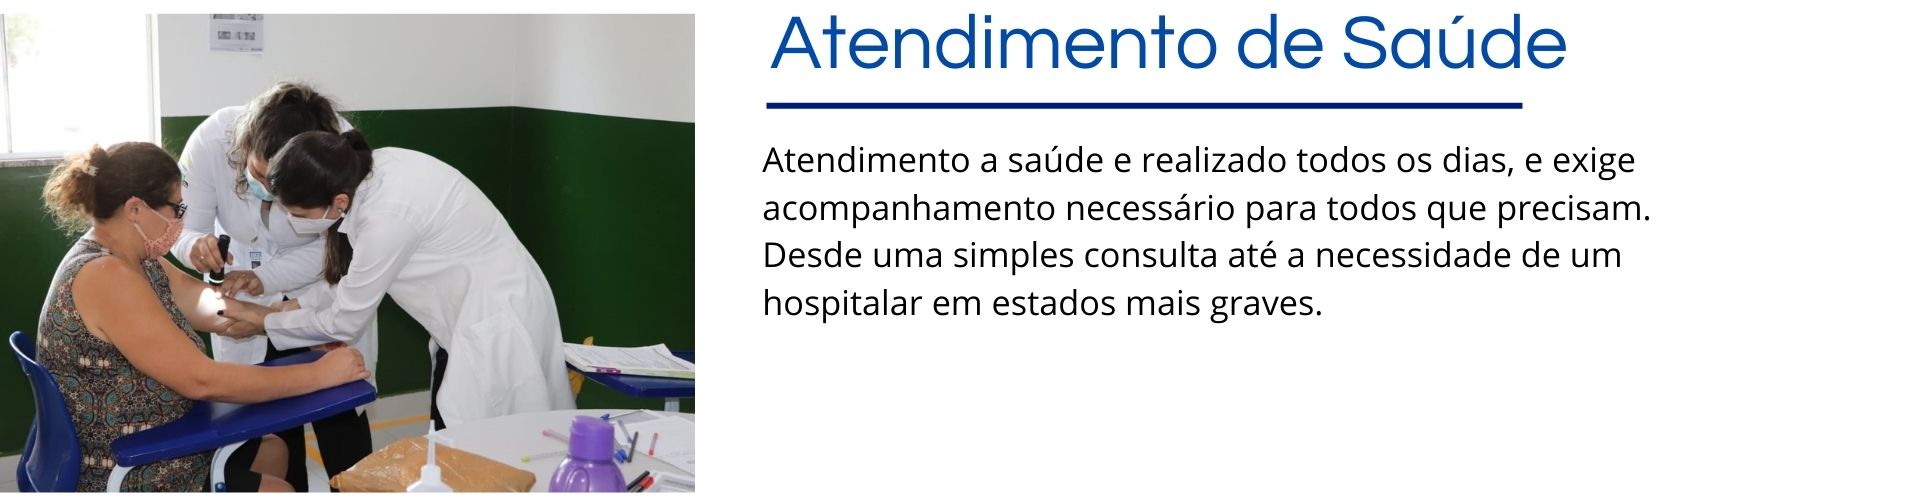 Atendimento de Saúde
Atendimento a saúde e realizado todos os dias, e exige
acompanhamento necessário para todos que precisam.
Desde uma simples consulta até a necessidade de um
hospitalar em estados mais graves.